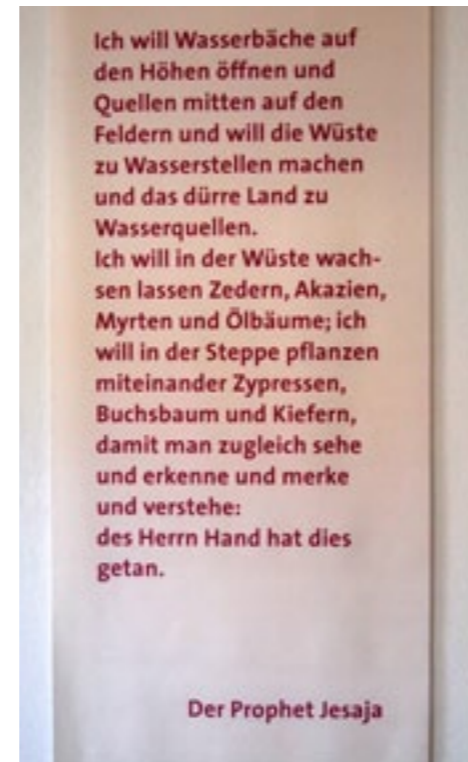 Ich will Wasserbäche auf
den Höhen öffnen und
Quellen mitten auf den
Feldern und will die Wüste
zu Wasserstellen machen
und das dürre Land zu
Wasserquellen.
Ich will in der Wüste wach-
sen lassen Zedern, Akazien,
Myrten und Ölbäume; ich
will in der Steppe pflanzen
miteinander Zypressen,
Buchsbaum und Kiefern,
damit man zugleich sehe
und erkenne und merke
und verstehe:
des Herrn Hand hat dies
getan.
Der Prophet Jesaja